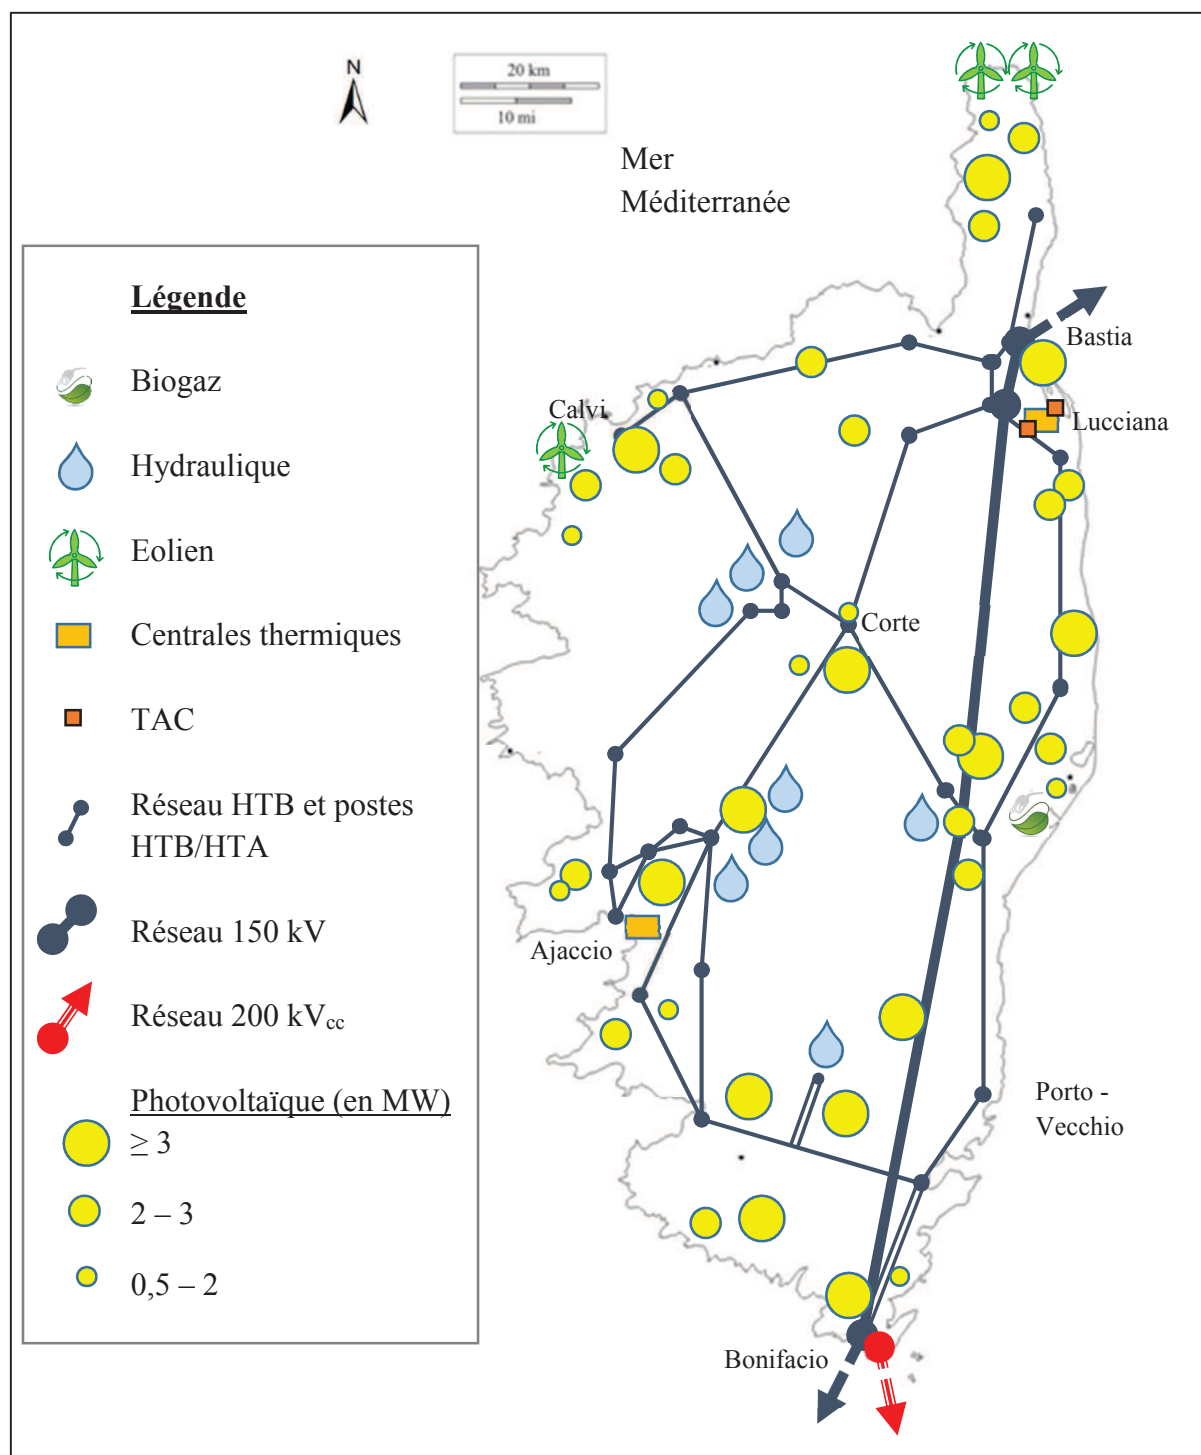 N
20 km
10 mi
Mer
Méditerranée
Légende
Biogaz
Hydraulique
Eolien
Centrales thermiques
TAC
Réseau HTB et postes
HTB/HTA
Réseau 150 kV
Réseau 200 kVcc
Photovoltaïque (en MW)
≥ 3
2 – 3
0,5 – 2
Bastia
Calvi
Lucciana
Corte
Ajaccio
Porto -
Vecchio
Bonifacio